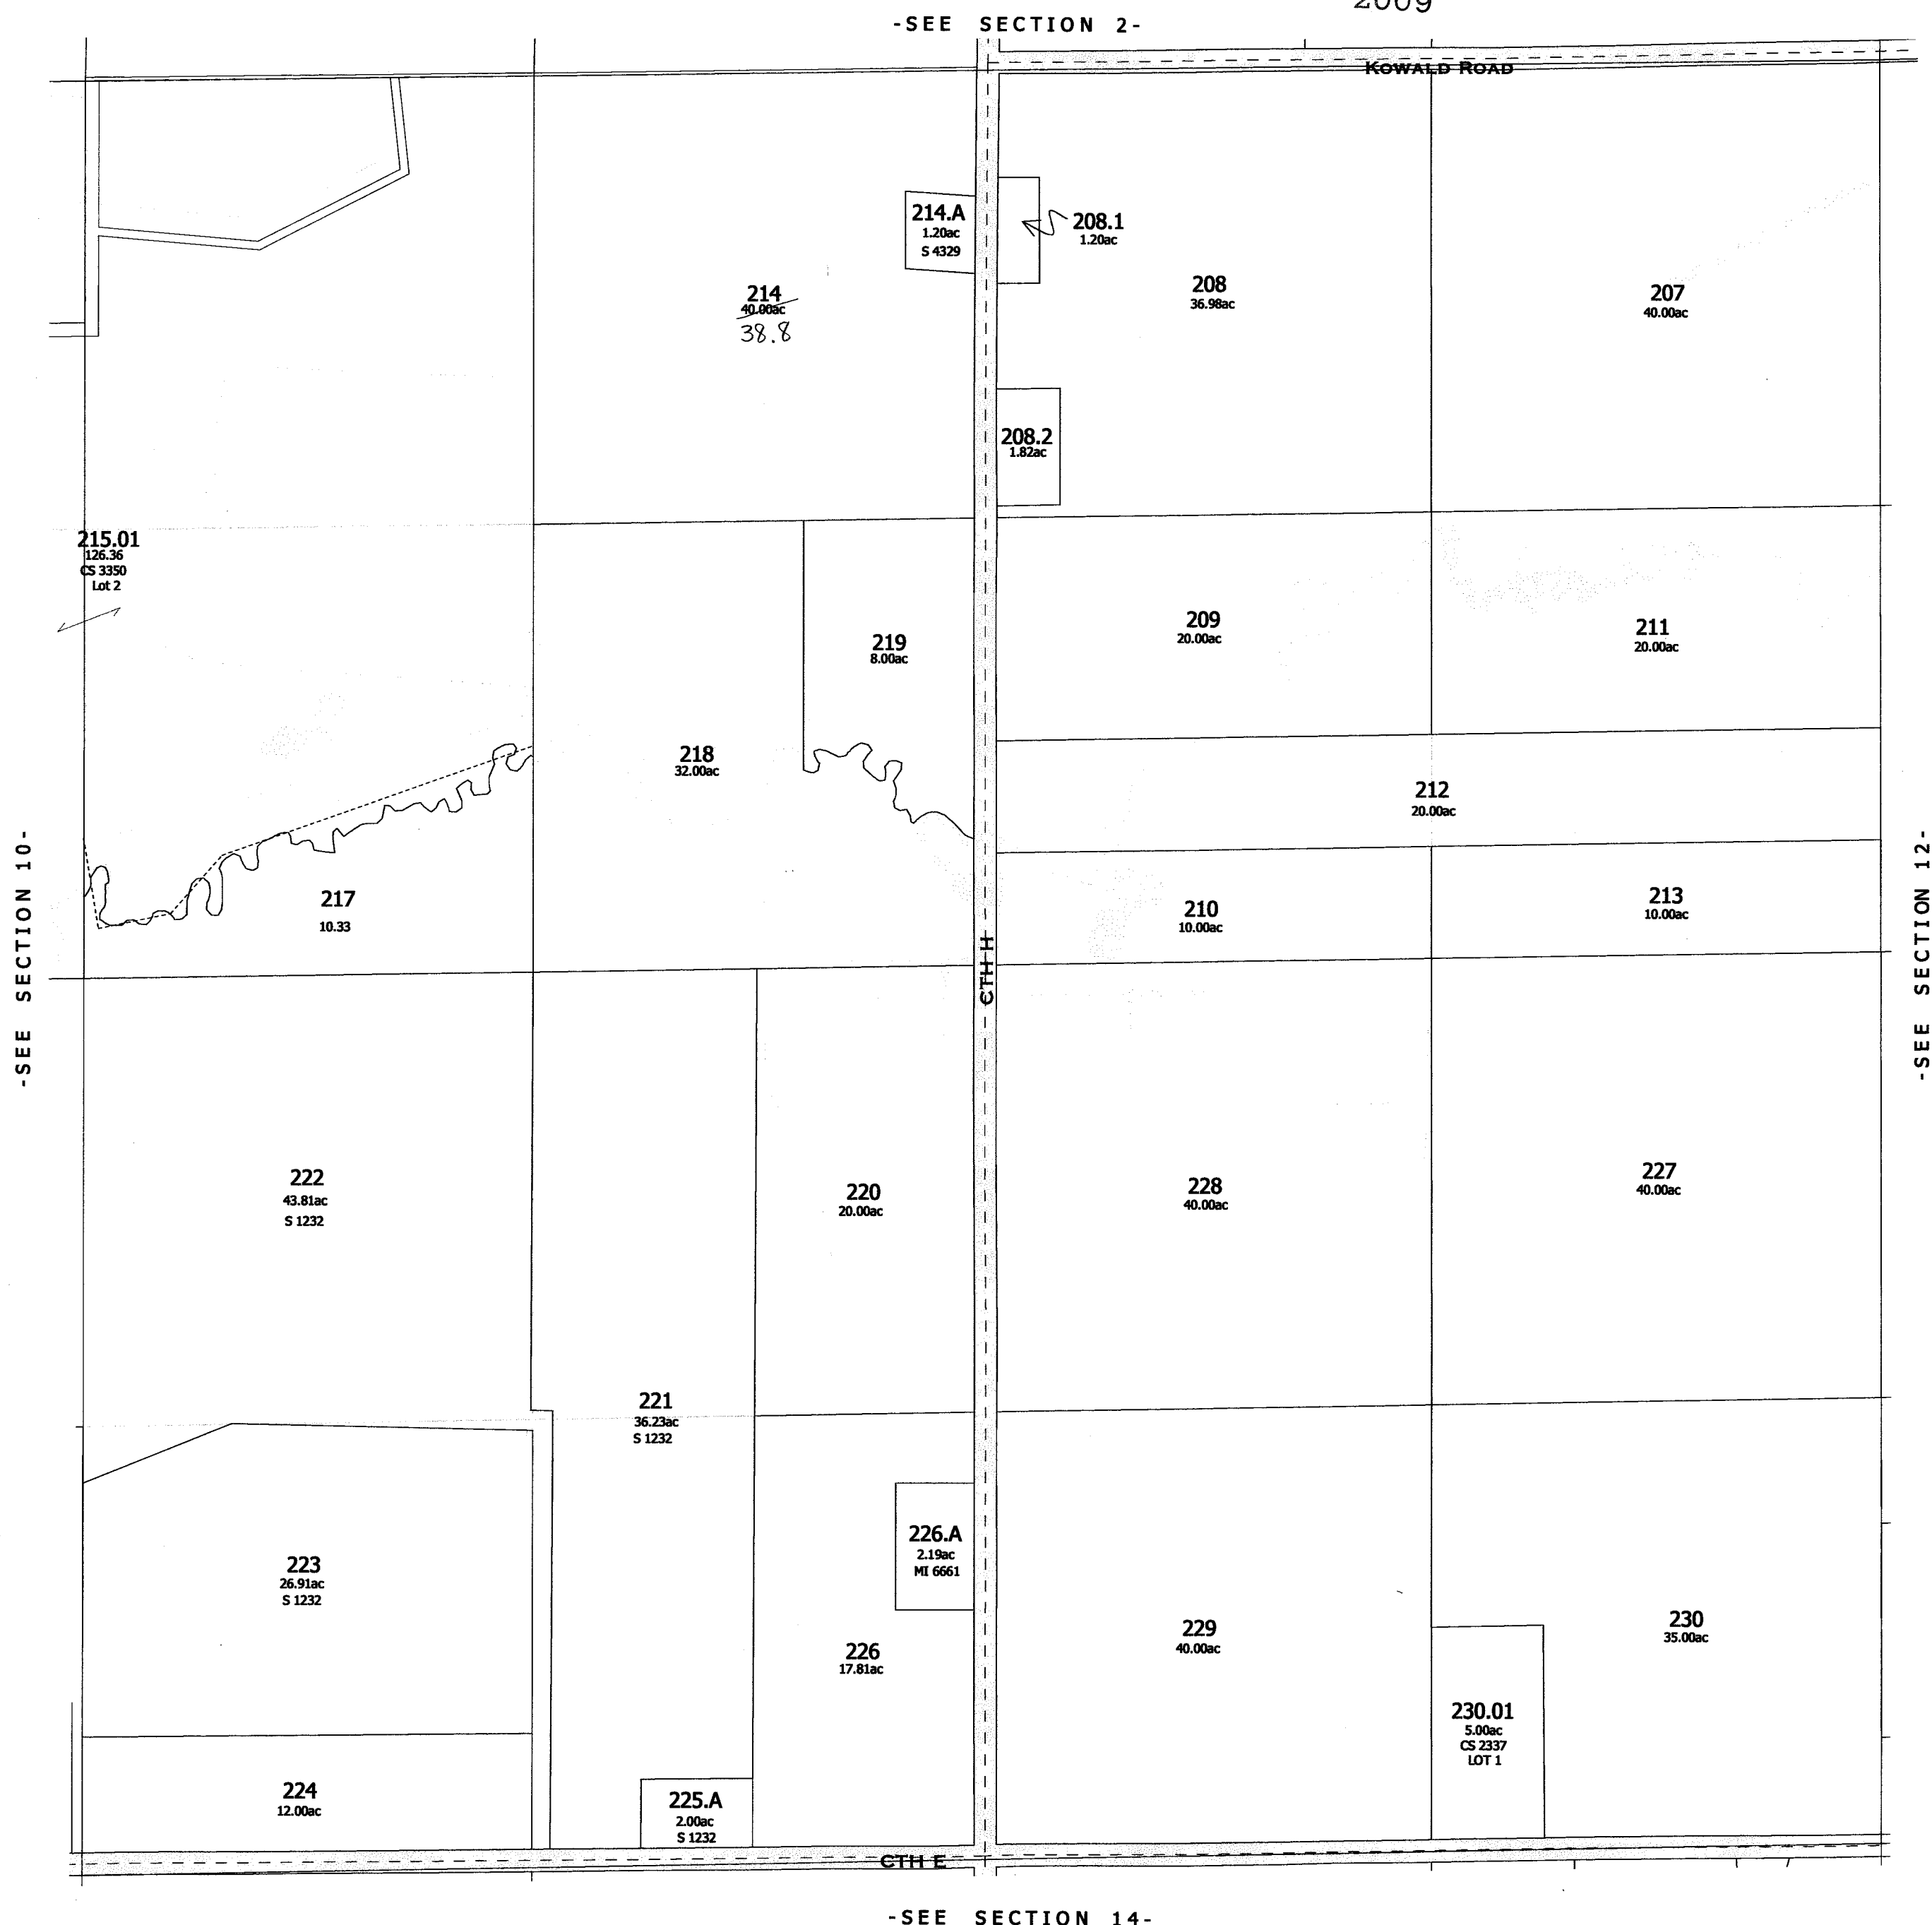 2009
-SEE SECTION 2-
KOWALD ROAD
214.A
1.20ac
S 4329
208.1
1.20ac
214
40.00ac
38.8
208
36.98ac
207
40.00ac
208.2
1.82ac
215.01
126.36
CS 3350
Lot 2
219
8.00ac
209
20.00ac
211
20.00ac
218
32.00ac
212
20.00ac
217
10.33
210
10.00ac
213
10.00ac
-SEE SECTION 10-
CTH H
-SEE SECTION 12-
222
43.81ac
S 1232
220
20.00ac
228
40.00ac
227
40.00ac
221
36.23ac
S 1232
226.A
2.19ac
MI 6661
223
26.91ac
S 1232
226
17.81ac
229
40.00ac
230
35.00ac
230.01
5.00ac
CS 2337
LOT 1
224
12.00ac
225.A
2.00ac
S 1232
CTH E
-SEE SECTION 14-